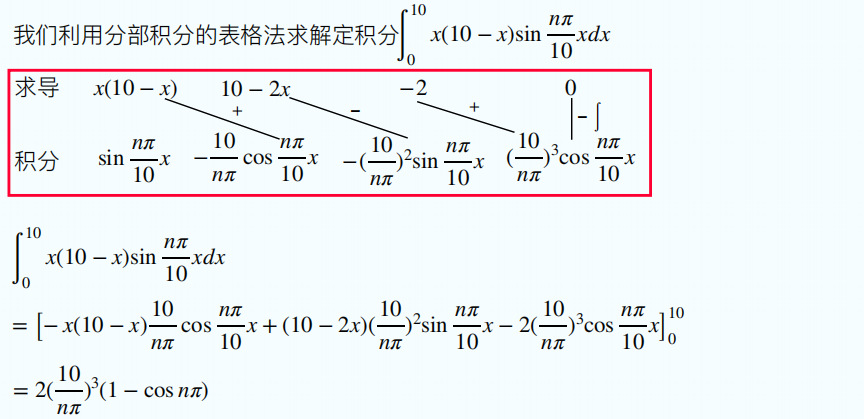 我们利用分部积分的表格法求解定积分∫₀¹⁰ x(10 − x)sin nπ/10 xdx
求导 x(10 − x) 10 − 2x −2 0
+ − + − ∫
积分 sin nπ/10 x −10/nπ cos nπ/10 x −(10/nπ)²sin nπ/10 x (10/nπ)³cos nπ/10 x
∫₀¹⁰ x(10 − x)sin nπ/10 xdx
= [− x(10 − x)10/nπ cos nπ/10 x + (10 − 2x)(10/nπ)²sin nπ/10 x − 2(10/nπ)³cos nπ/10 x]₀¹⁰
= 2(10/nπ)³(1 − cos nπ)